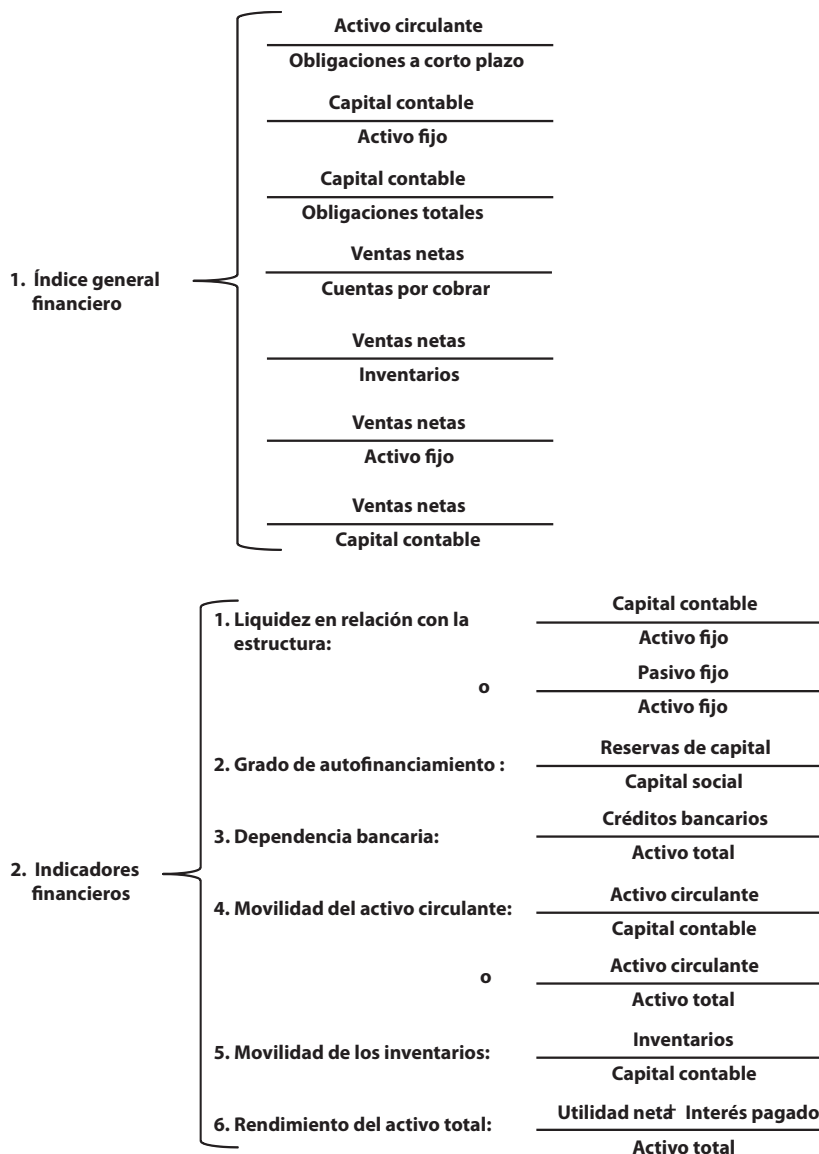 Activo circulante
Obligaciones a corto plazo
Capital contable
Activo fijo
Capital contable
Obligaciones totales
Ventas netas
Cuentas por cobrar
Ventas netas
Inventarios
Ventas netas
Activo fijo
Ventas netas
Capital contable
1. Índice general
financiero
1. Liquidez en relación con la
estructura:
Capital contable
Activo fijo
o
Pasivo fijo
Activo fijo
2. Grado de autofinanciamiento :
Reservas de capital
Capital social
3. Dependencia bancaria:
Créditos bancarios
Activo total
2. Indicadores
financieros
4. Movilidad del activo circulante:
Activo circulante
Capital contable
o
Activo circulante
Activo total
5. Movilidad de los inventarios:
Inventarios
Capital contable
6. Rendimiento del activo total:
Utilidad neta + Interés pagado
Activo total